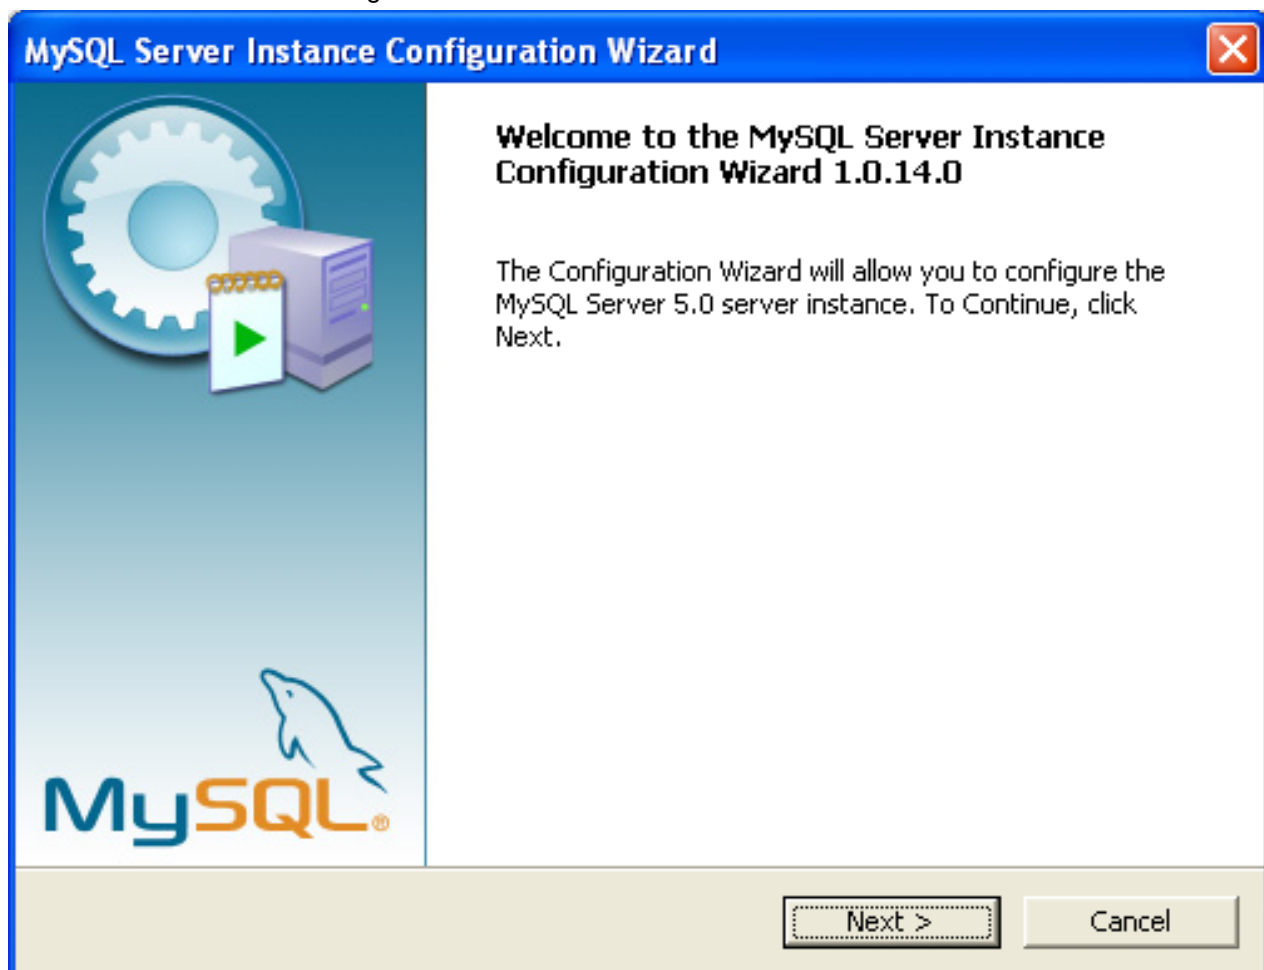 MySQL Server Instance Configuration Wizard
Welcome to the MySQL Server Instance
Configuration Wizard 1.0.14.0
The Configuration Wizard will allow you to configure the
MySQL Server 5.0 server instance. To Continue, click
Next.
MySQL®
Next >
Cancel